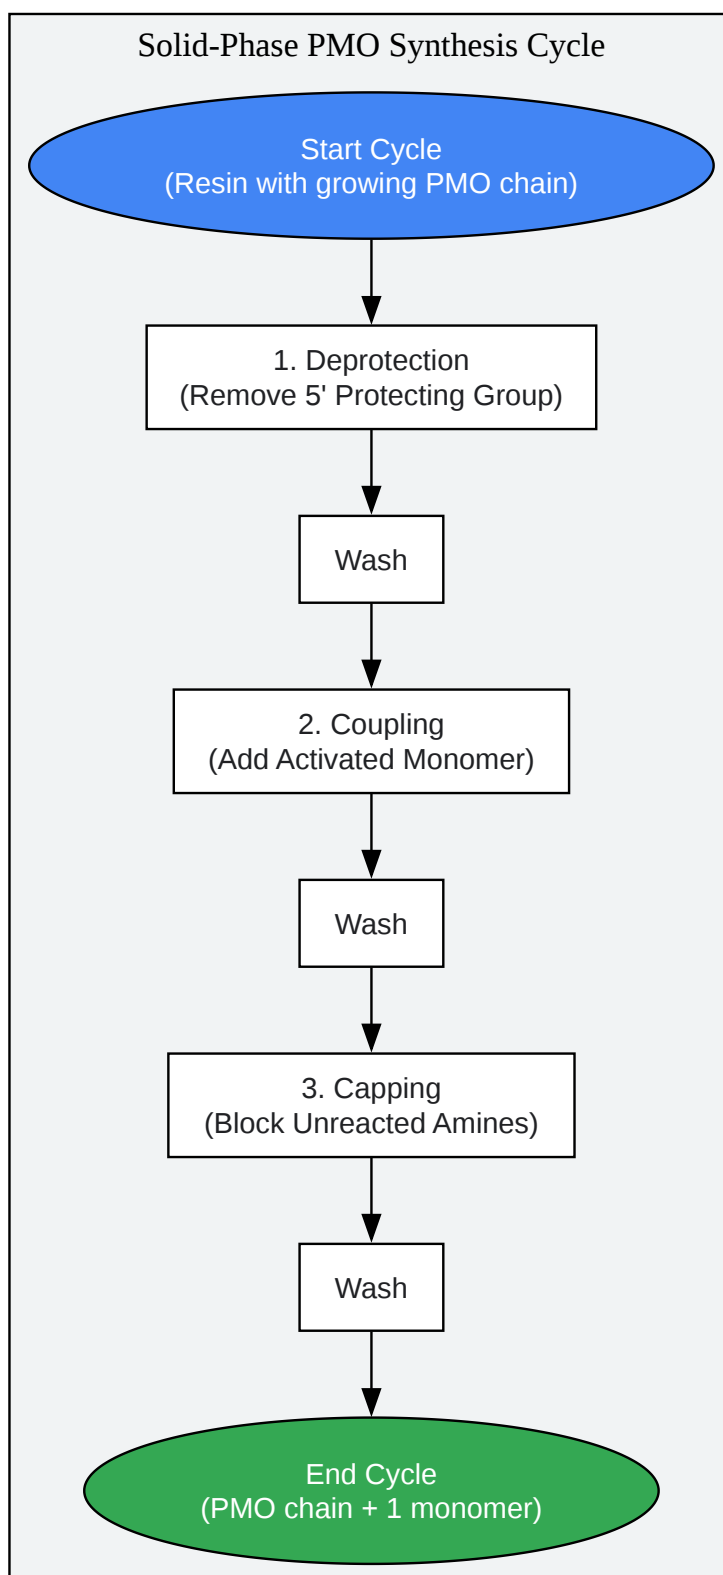 Solid-Phase PMO Synthesis Cycle
Start Cycle
(Resin with growing PMO chain)
1. Deprotection
(Remove 5' Protecting Group)
Wash
2. Coupling
(Add Activated Monomer)
Wash
3. Capping
(Block Unreacted Amines)
Wash
End Cycle
(PMO chain + 1 monomer)